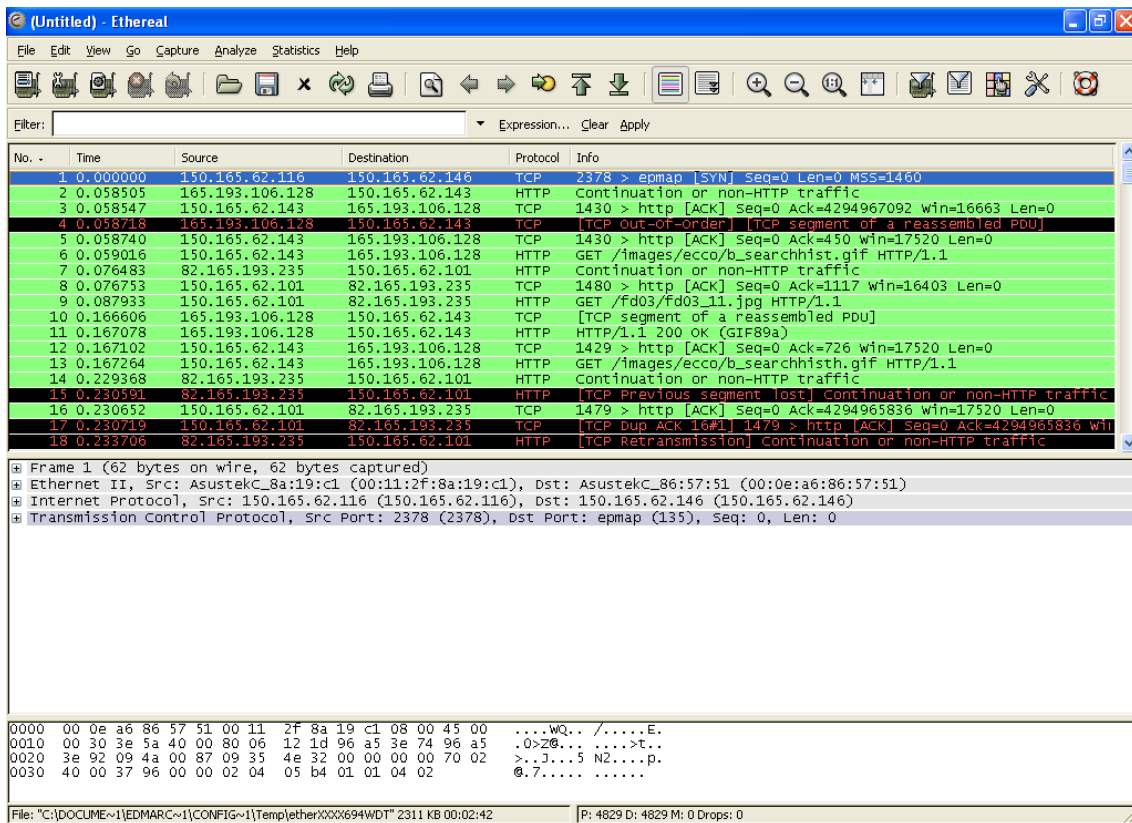 (Untitled) - Ethereal
File Edit View Go Capture Analyze Statistics Help
Filter: Expression... Clear Apply
No. - Time Source Destination Protocol Info
1 0.000000 150.165.62.116 150.165.62.146 TCP 2378 > epmap [SYN] Seq=0 Len=0 MSS=1460
2 0.058505 165.193.106.128 150.165.62.143 HTTP Continuation or non-HTTP traffic
3 0.058547 150.165.62.143 165.193.106.128 TCP 1430 > http [ACK] Seq=0 Ack=4294967092 Win=16663 Len=0
4 0.058718 165.193.106.128 150.165.62.143 TCP [TCP Out-Of-Order] [TCP segment of a reassembled PDU]
5 0.058740 150.165.62.143 165.193.106.128 TCP 1430 > http [ACK] Seq=0 Ack=450 Win=17520 Len=0
6 0.059016 150.165.62.143 165.193.106.128 HTTP GET /images/ecco/b_searchhist.gif HTTP/1.1
7 0.076483 82.165.193.235 150.165.62.101 HTTP Continuation or non-HTTP traffic
8 0.076753 150.165.62.101 82.165.193.235 TCP 1480 > http [ACK] Seq=0 Ack=1117 Win=16403 Len=0
9 0.087933 150.165.62.101 82.165.193.235 HTTP GET /fd03/fd03_11.jpg HTTP/1.1
10 0.166606 165.193.106.128 150.165.62.143 HTTP [TCP segment of a reassembled PDU]
11 0.167078 165.193.106.128 150.165.62.143 HTTP HTTP/1.1 200 OK (GIF89a)
12 0.167102 150.165.62.143 165.193.106.128 TCP 1429 > http [ACK] Seq=0 Ack=726 Win=17520 Len=0
13 0.167264 150.165.62.143 165.193.106.128 HTTP GET /images/ecco/b_searchhisth.gif HTTP/1.1
14 0.229368 82.165.193.235 150.165.62.101 HTTP Continuation or non-HTTP traffic
15 0.230591 82.165.193.235 150.165.62.101 HTTP [TCP Previous segment lost] Continuation or non-HTTP traffic
16 0.230652 150.165.62.101 82.165.193.235 TCP 1479 > http [ACK] Seq=0 Ack=4294965836 Win=17520 Len=0
17 0.230719 150.165.62.101 82.165.193.235 TCP [TCP Dup ACK 16#1] 1479 > http [ACK] Seq=0 Ack=4294965836 Wi
18 0.233706 82.165.193.235 150.165.62.101 HTTP [TCP Retransmission] Continuation or non-HTTP traffic
Frame 1 (62 bytes on wire, 62 bytes captured)
Ethernet II, Src: AsustekC_8a:19:c1 (00:11:2f:8a:19:c1), Dst: AsustekC_86:57:51 (00:0e:a6:86:57:51)
Internet Protocol, Src: 150.165.62.116 (150.165.62.116), Dst: 150.165.62.146 (150.165.62.146)
Transmission Control Protocol, Src Port: 2378 (2378), Dst Port: epmap (135), Seq: 0, Len: 0
0000 00 0e a6 86 57 51 00 11 2f 8a 19 c1 08 00 45 00 ....WQ.. /.....E.
0010 00 30 3e 5a 40 00 80 06 12 1d 96 a5 3e 74 96 a5 .0>Z@... ....>t..
0020 3e 92 09 4a 00 87 09 35 4e 32 00 00 00 00 70 02 >..J...5 N2....p.
0030 40 00 37 96 00 00 02 04 05 b4 01 01 04 02 @.7..... ......
File: "C:\DOCUME~1\EDMARC~1\CONFIG~1\Temp\etherXXXX694WDT" 2311 KB 00:02:42 P: 4829 D: 4829 M: 0 Drops: 0